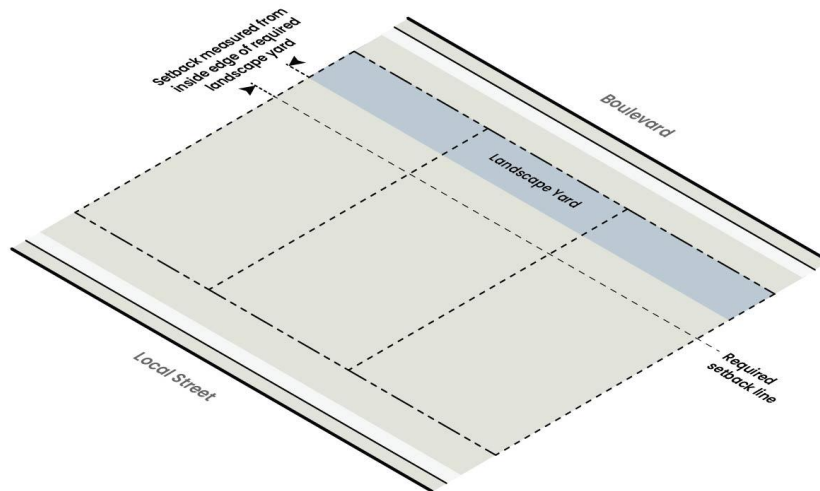 Setback measured from
inside edge of required
landscape yard
Boulevard
Landscape Yard
Required
setback line
Local Street